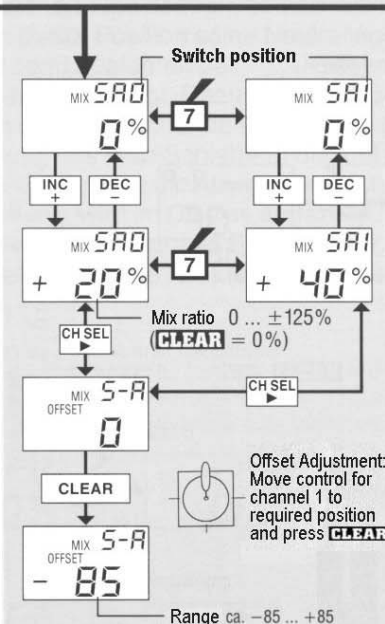 Switch position
MIX SA0
0%
7
MIX SA1
0%
INC +
DEC −
INC +
DEC −
MIX SA0
+ 20%
7
MIX SA1
+ 40%
Mix ratio 0 ... ±125%
(CLEAR = 0%)
CH SEL
MIX S-A
OFFSET
0
CH SEL
CLEAR
Offset Adjustment:
Move control for
channel 1 to
required position
and press CLEAR
MIX S-A
OFFSET
− 85
Range ca. −85 ... +85